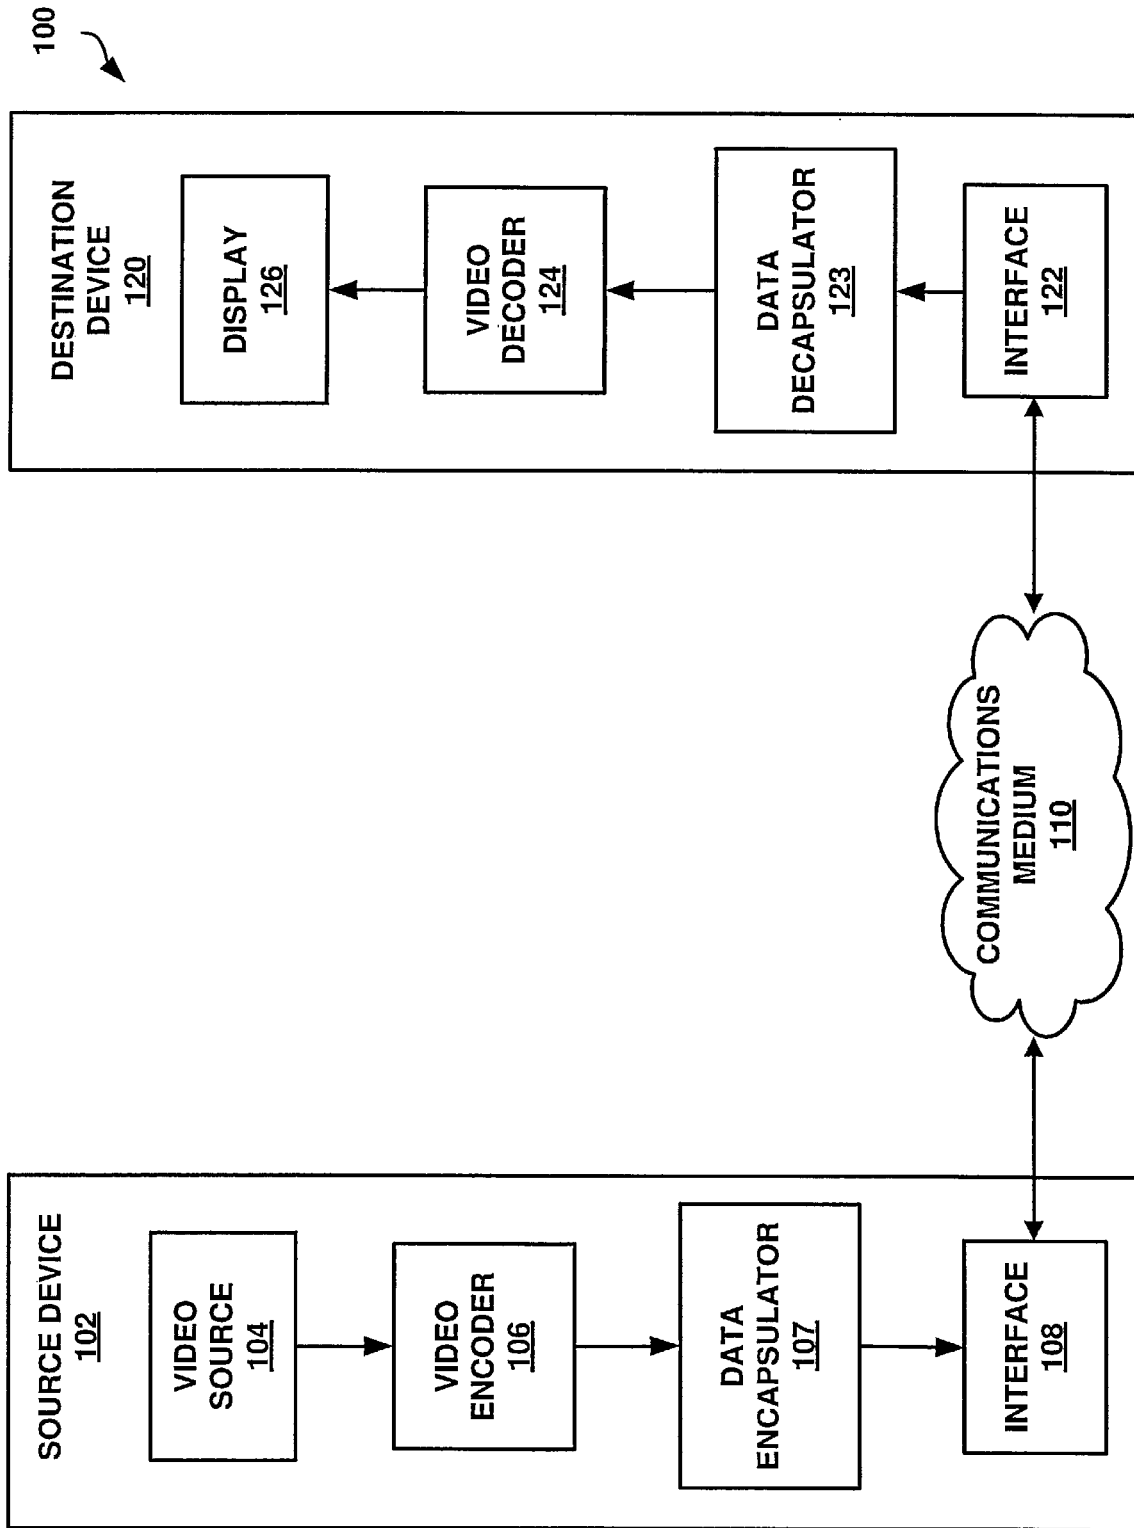 100
SOURCE DEVICE
102
VIDEO
SOURCE
104
VIDEO
ENCODER
106
DATA
ENCAPSULATOR
107
INTERFACE
108
COMMUNICATIONS
MEDIUM
110
DESTINATION
DEVICE
120
DISPLAY
126
VIDEO
DECODER
124
DATA
DECAPSULATOR
123
INTERFACE
122